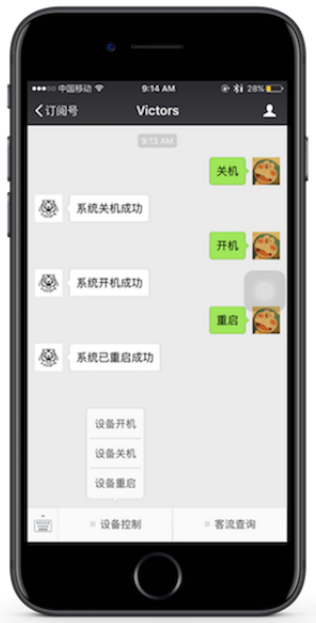 中国移动 9:14 AM 28%
订阅号 Victors
9:13 AM
关机
系统关机成功
开机
系统开机成功
重启
系统已重启成功
设备开机
设备关机
设备重启
设备控制 客流查询